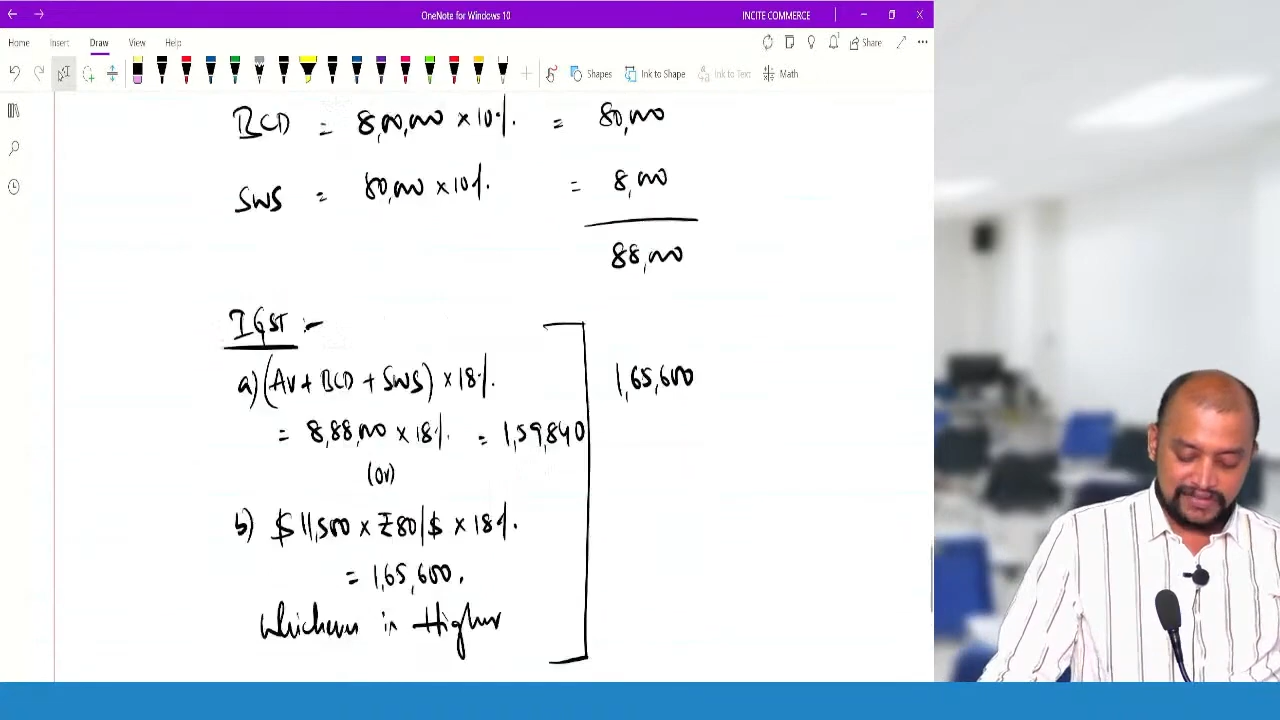 OneNote for Windows 10
INCITE COMMERCE
Home Insert Draw View Help
Share
Shapes Ink to Shape Ink to Text Math
BCD = 8,00,000 × 10% = 80,000
SWS = 80,000 × 10% = 8,000
88,000
IGST :-
a) (AV + BCD + SWS) × 18%
1,65,600
= 8,88,000 × 18% = 1,59,840
(or)
b) $ 11,500 × ₹80/$ × 18%
= 1,65,600.
Whichever is Higher